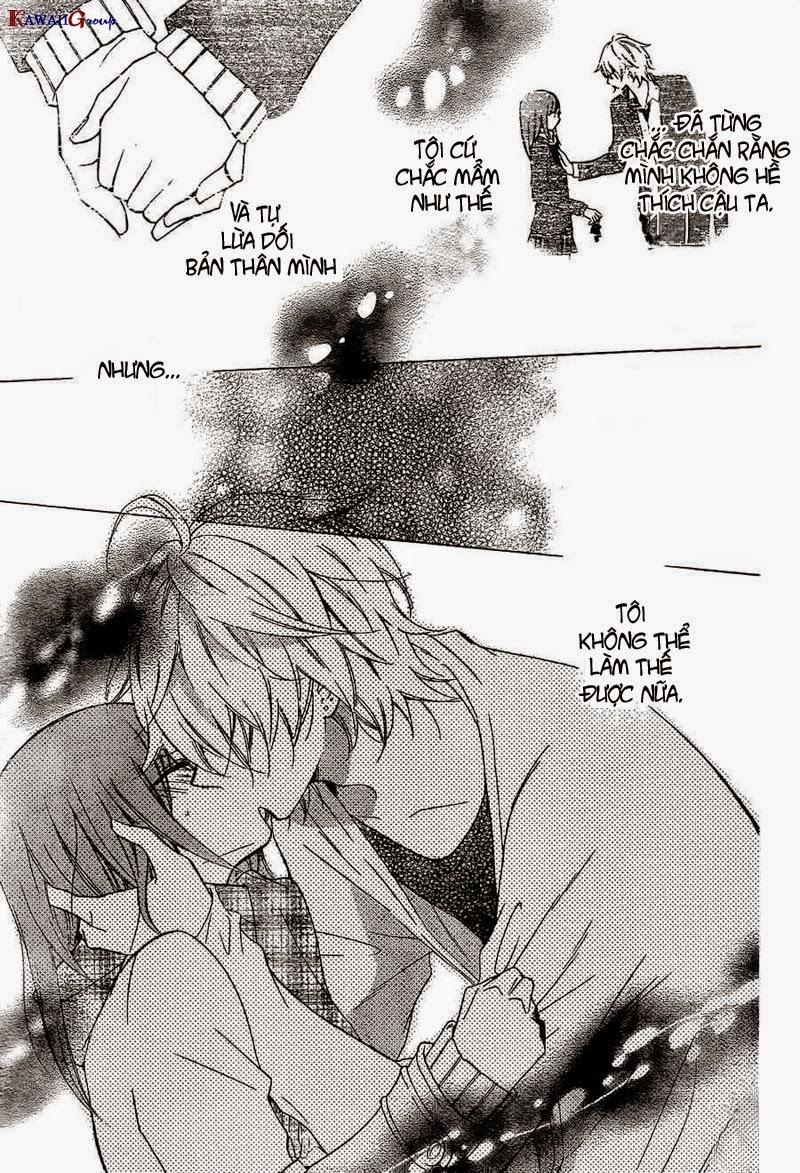 KAWAIIGROUP
... ĐÃ TỪNG
CHẮC CHẮN RẰNG
MÌNH KHÔNG HỀ
THÍCH CẬU TA.
TÔI CỨ
CHẮC MẨM
NHƯ THẾ
VÀ TỰ
LỪA DỐI
BẢN THÂN MÌNH
NHƯNG...
TÔI
KHÔNG THỂ
LÀM THẾ
ĐƯỢC NỮA.